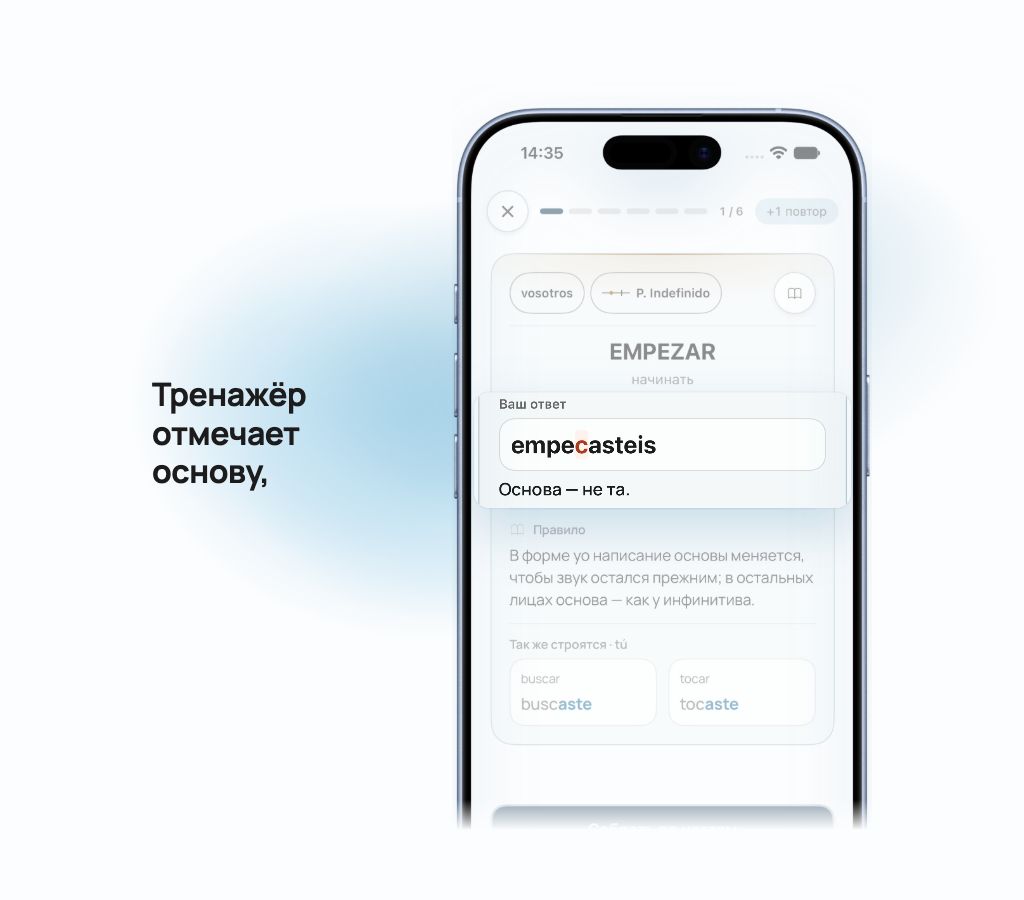 Тренажёр
отмечает
основу,
14:35
1 / 6
+1 повтор
vosotros
P. Indefinido
EMPEZAR
начинать
Ваш ответ
empecasteis
Основа — не та.
Правило
В форме yo написание основы меняется,
чтобы звук остался прежним; в остальных
лицах основа — как у инфинитива.
Так же строятся · tú
buscar
buscaste
tocar
tocaste